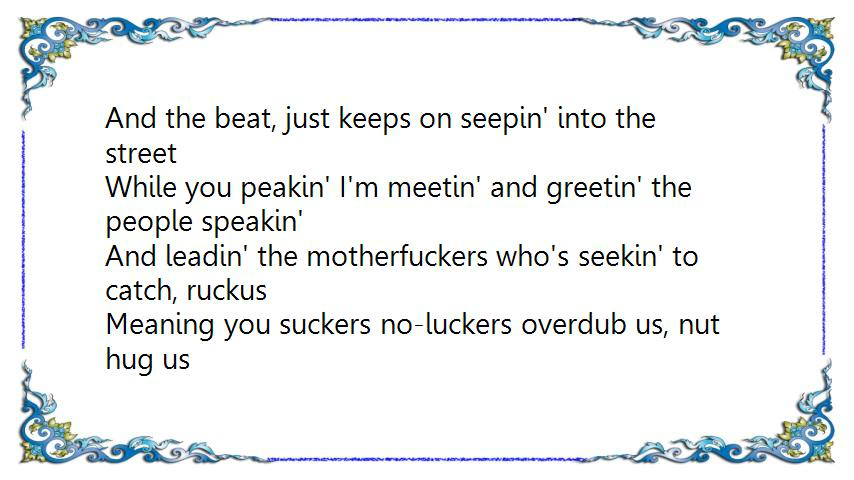 And the beat, just keeps on seepin' into the
street
While you peakin' I'm meetin' and greetin' the
people speakin'
And leadin' the motherfuckers who's seekin' to
catch, ruckus
Meaning you suckers no-luckers overdub us, nut
hug us